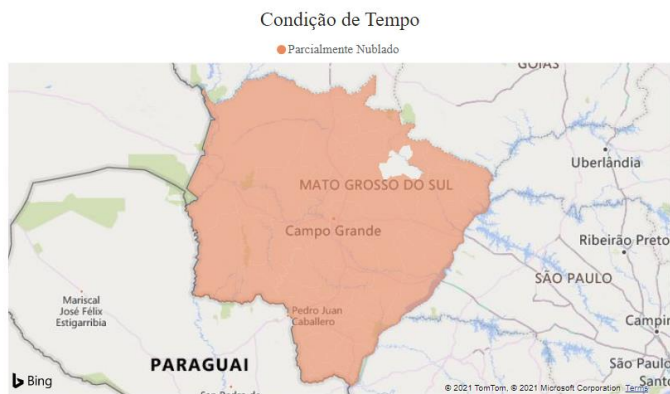 Condição de Tempo
Parcialmente Nublado
GOIÁS
Uberlândia
MATO GROSSO DO SUL
Campo Grande
Ribeirão Preto
SÃO PAULO
Mariscal
José Félix
Estigarribia
Pedro Juan
Caballero
Campin
PARAGUAI
São Paulo
Santo
Bing
© 2021 TomTom, © 2021 Microsoft Corporation Terms